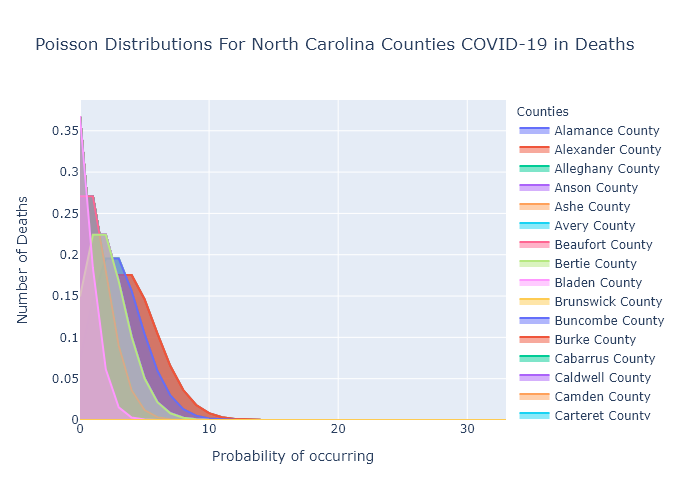 Poisson Distributions For North Carolina Counties COVID-19 in Deaths
Counties
Alamance County
Alexander County
Alleghany County
Anson County
Ashe County
Avery County
Beaufort County
Bertie County
Bladen County
Brunswick County
Buncombe County
Burke County
Cabarrus County
Caldwell County
Camden County
Carteret County
Number of Deaths
0.35
0.3
0.25
0.2
0.15
0.1
0.05
0
0
10
20
30
Probability of occurring